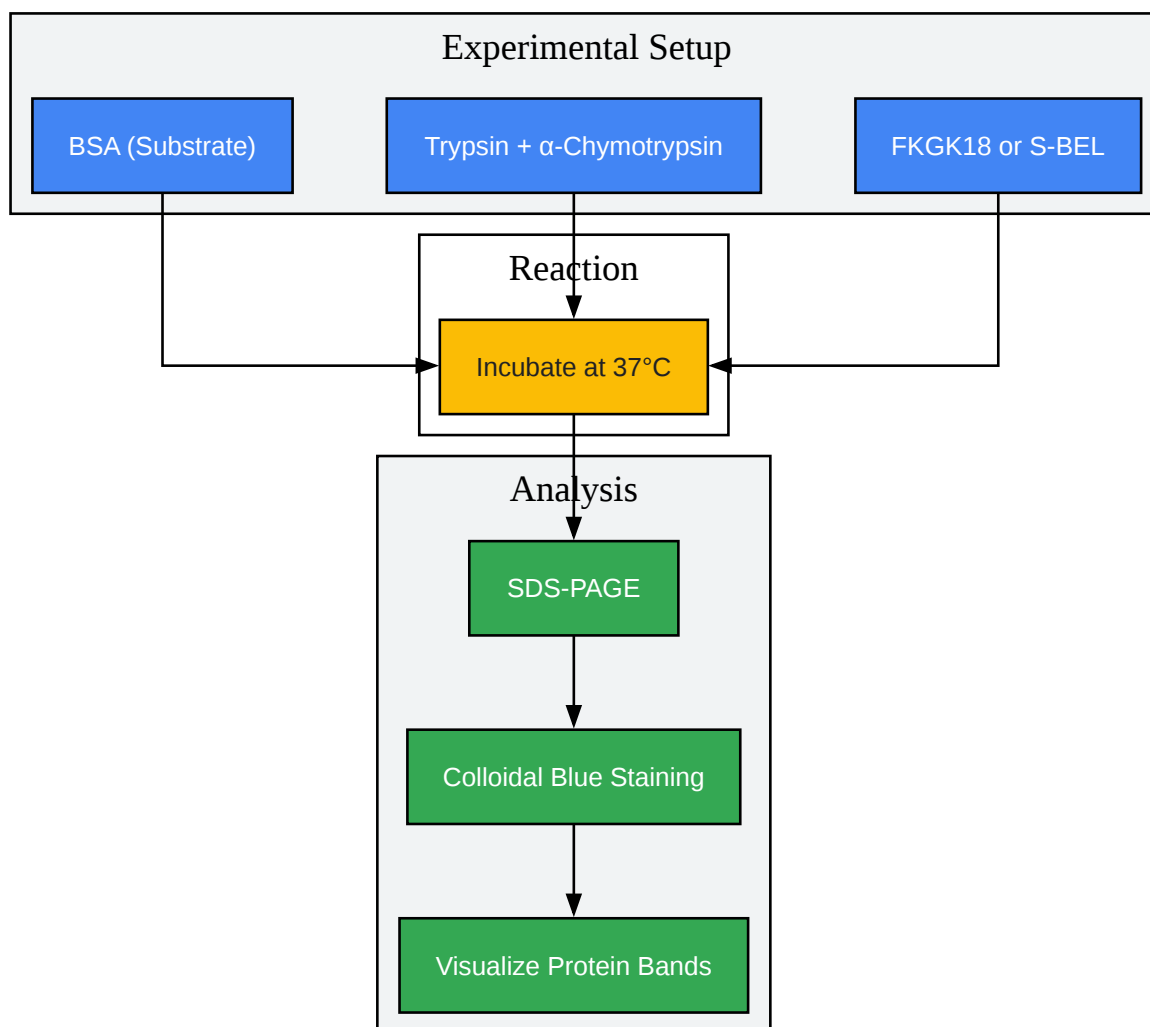 Experimental Setup
BSA (Substrate)
Trypsin + α-Chymotrypsin
FKGK18 or S-BEL
Reaction
Incubate at 37°C
Analysis
SDS-PAGE
Colloidal Blue Staining
Visualize Protein Bands